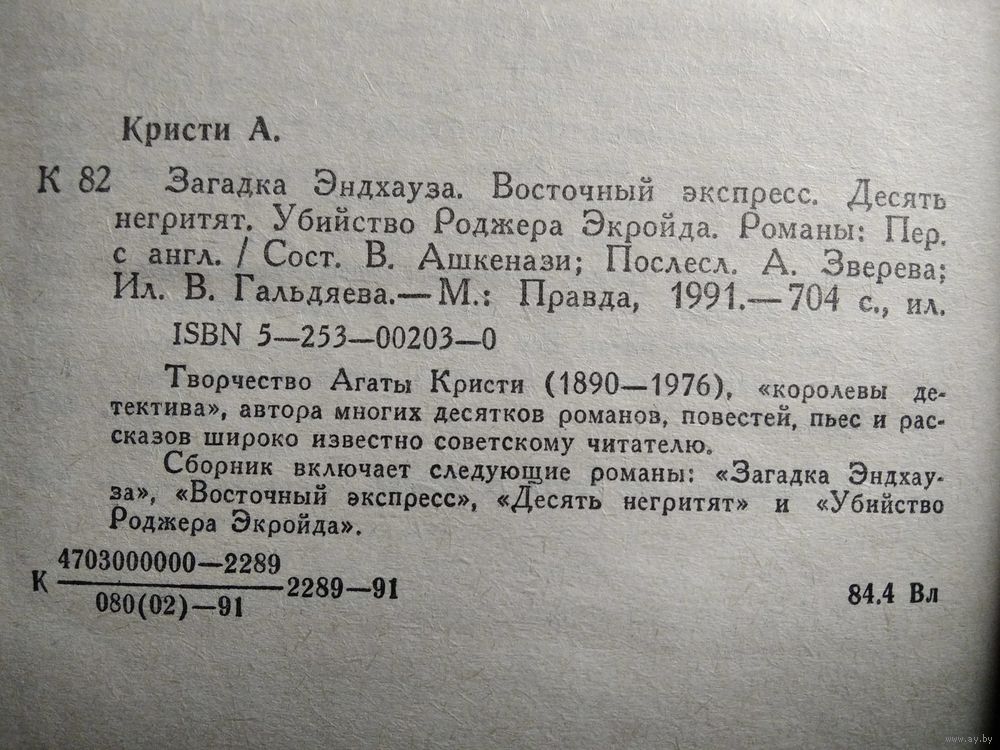 Кристи А.
К 82 Загадка Эндхауза. Восточный экспресс. Десять
негритят. Убийство Роджера Экройда. Романы: Пер.
с англ. / Сост. В. Ашкенази; Послесл. А. Зверева;
Ил. В. Гальдяева.—М.: Правда, 1991.—704 с., ил.
ISBN 5—253—00203—0
Творчество Агаты Кристи (1890—1976), «королевы де-
тектива», автора многих десятков романов, повестей, пьес и рас-
сказов широко известно советскому читателю.
Сборник включает следующие романы: «Загадка Эндхау-
за», «Восточный экспресс», «Десять негритят» и «Убийство
Роджера Экройда».
4703000000—2289
К 2289—91
080(02)—91
84.4 Вл
www.ay.by